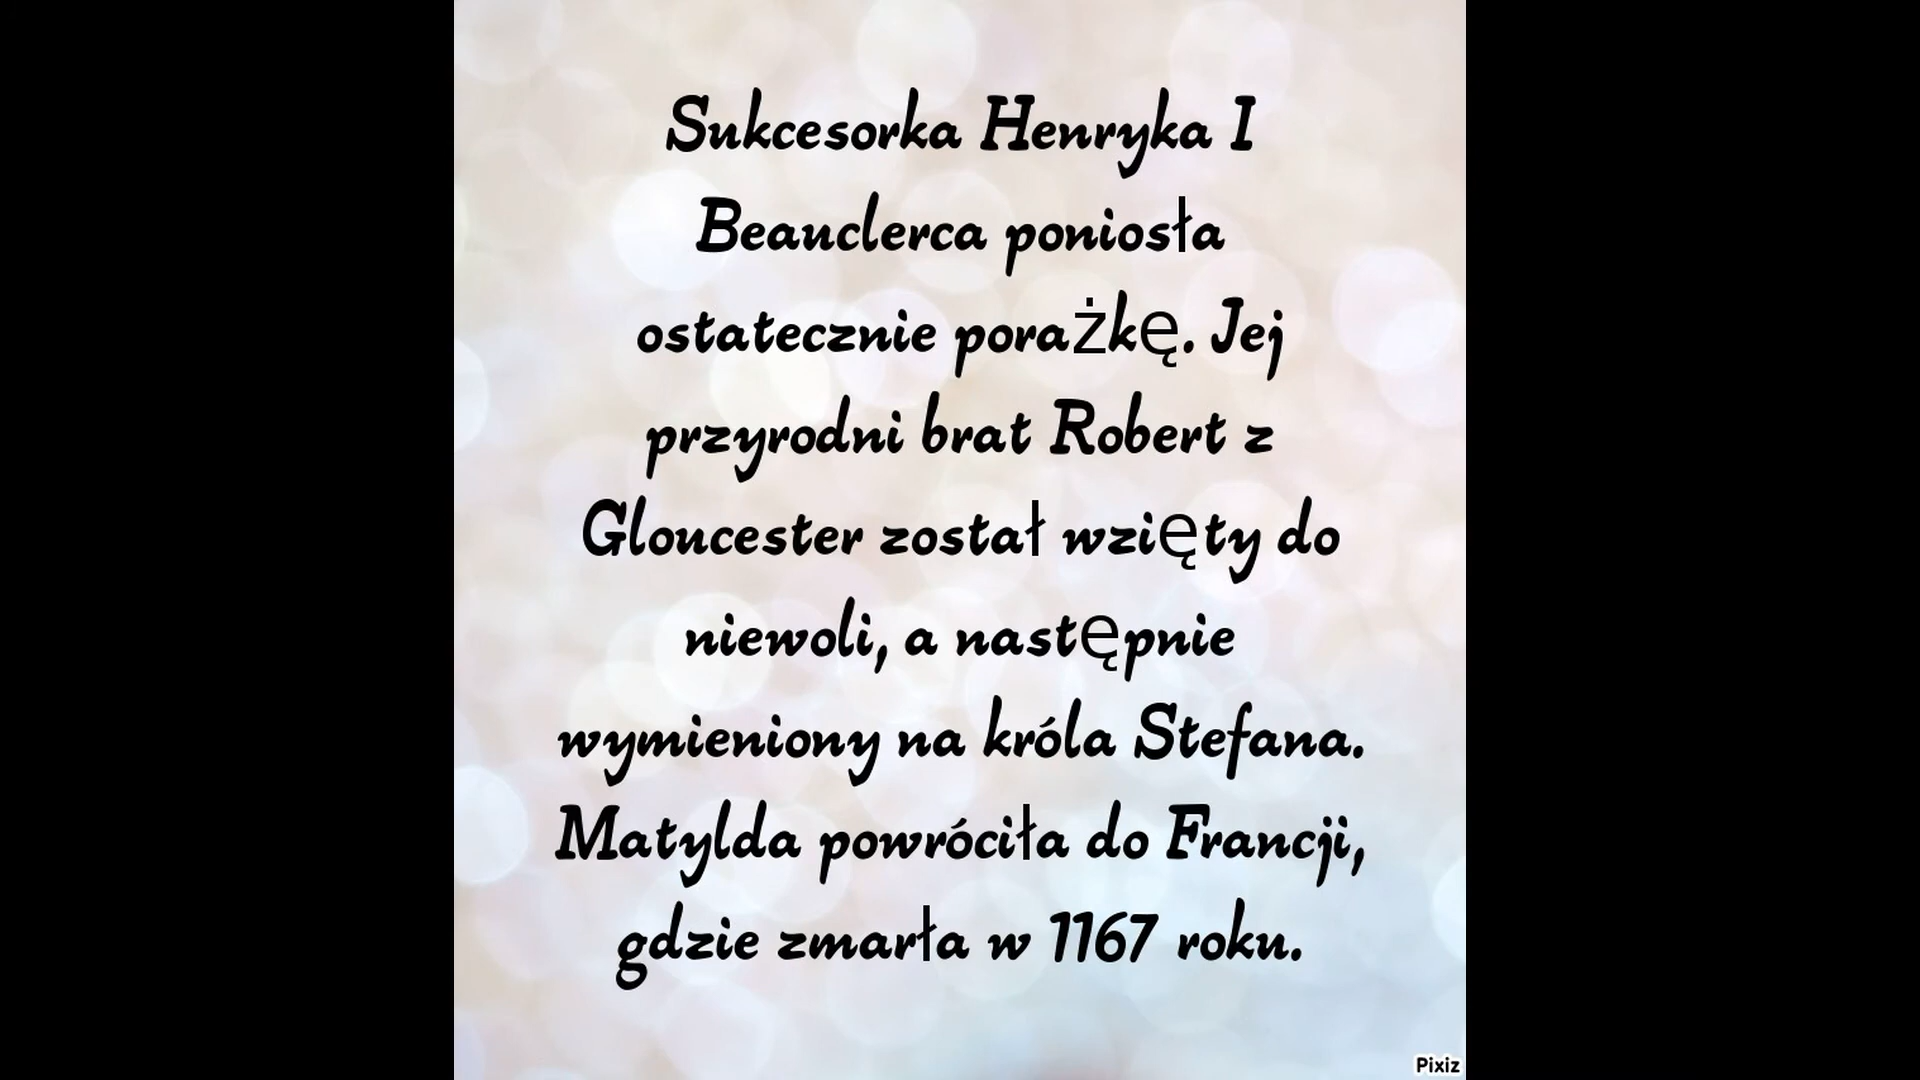 Sukcesorka Henryka I
Beauclerca poniosła
ostatecznie porażkę. Jej
przyrodni brat Robert z
Gloucester został wzięty do
niewoli, a następnie
wymieniony na króla Stefana.
Matylda powróciła do Francji,
gdzie zmarła w 1167 roku.
Pixiz